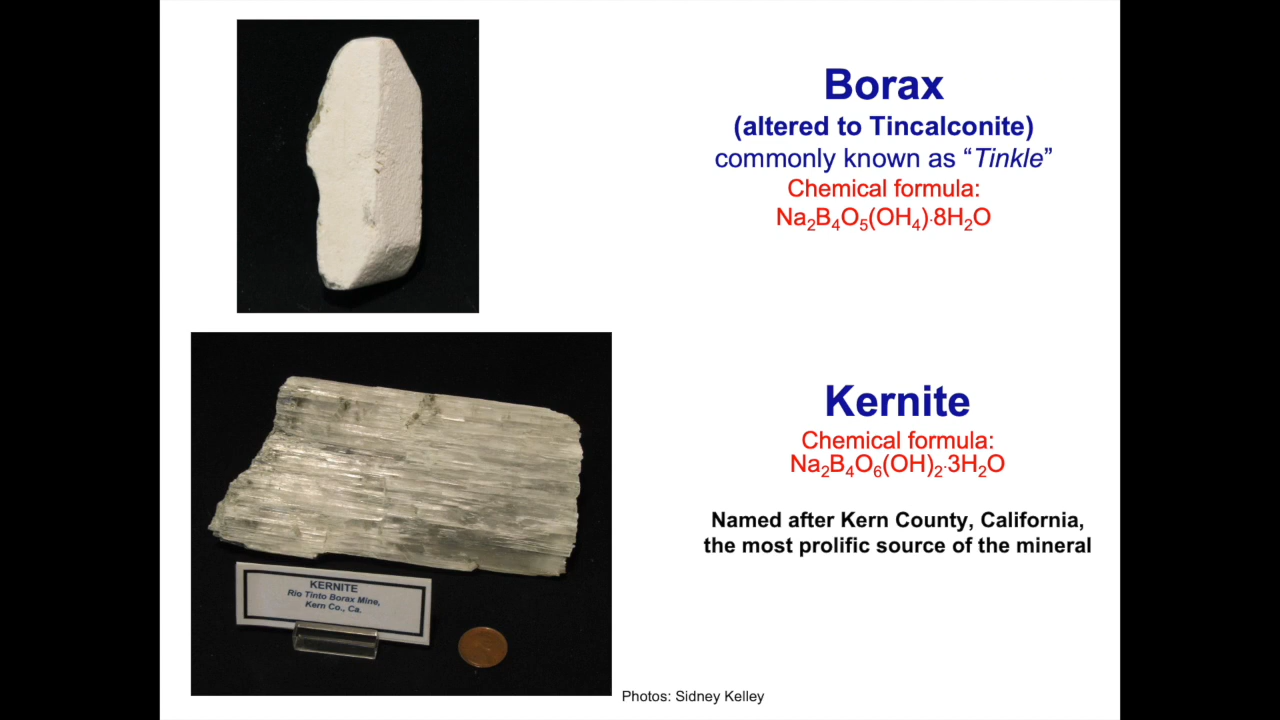 Borax
(altered to Tincalconite)
commonly known as “Tinkle”
Chemical formula:
Na₂B₄O₅(OH₄)·8H₂O
Kernite
Chemical formula:
Na₂B₄O₆(OH)₂·3H₂O
Named after Kern County, California,
the most prolific source of the mineral
KERNITE
Rio Tinto Borax Mine,
Kern Co., Ca.
Photos: Sidney Kelley